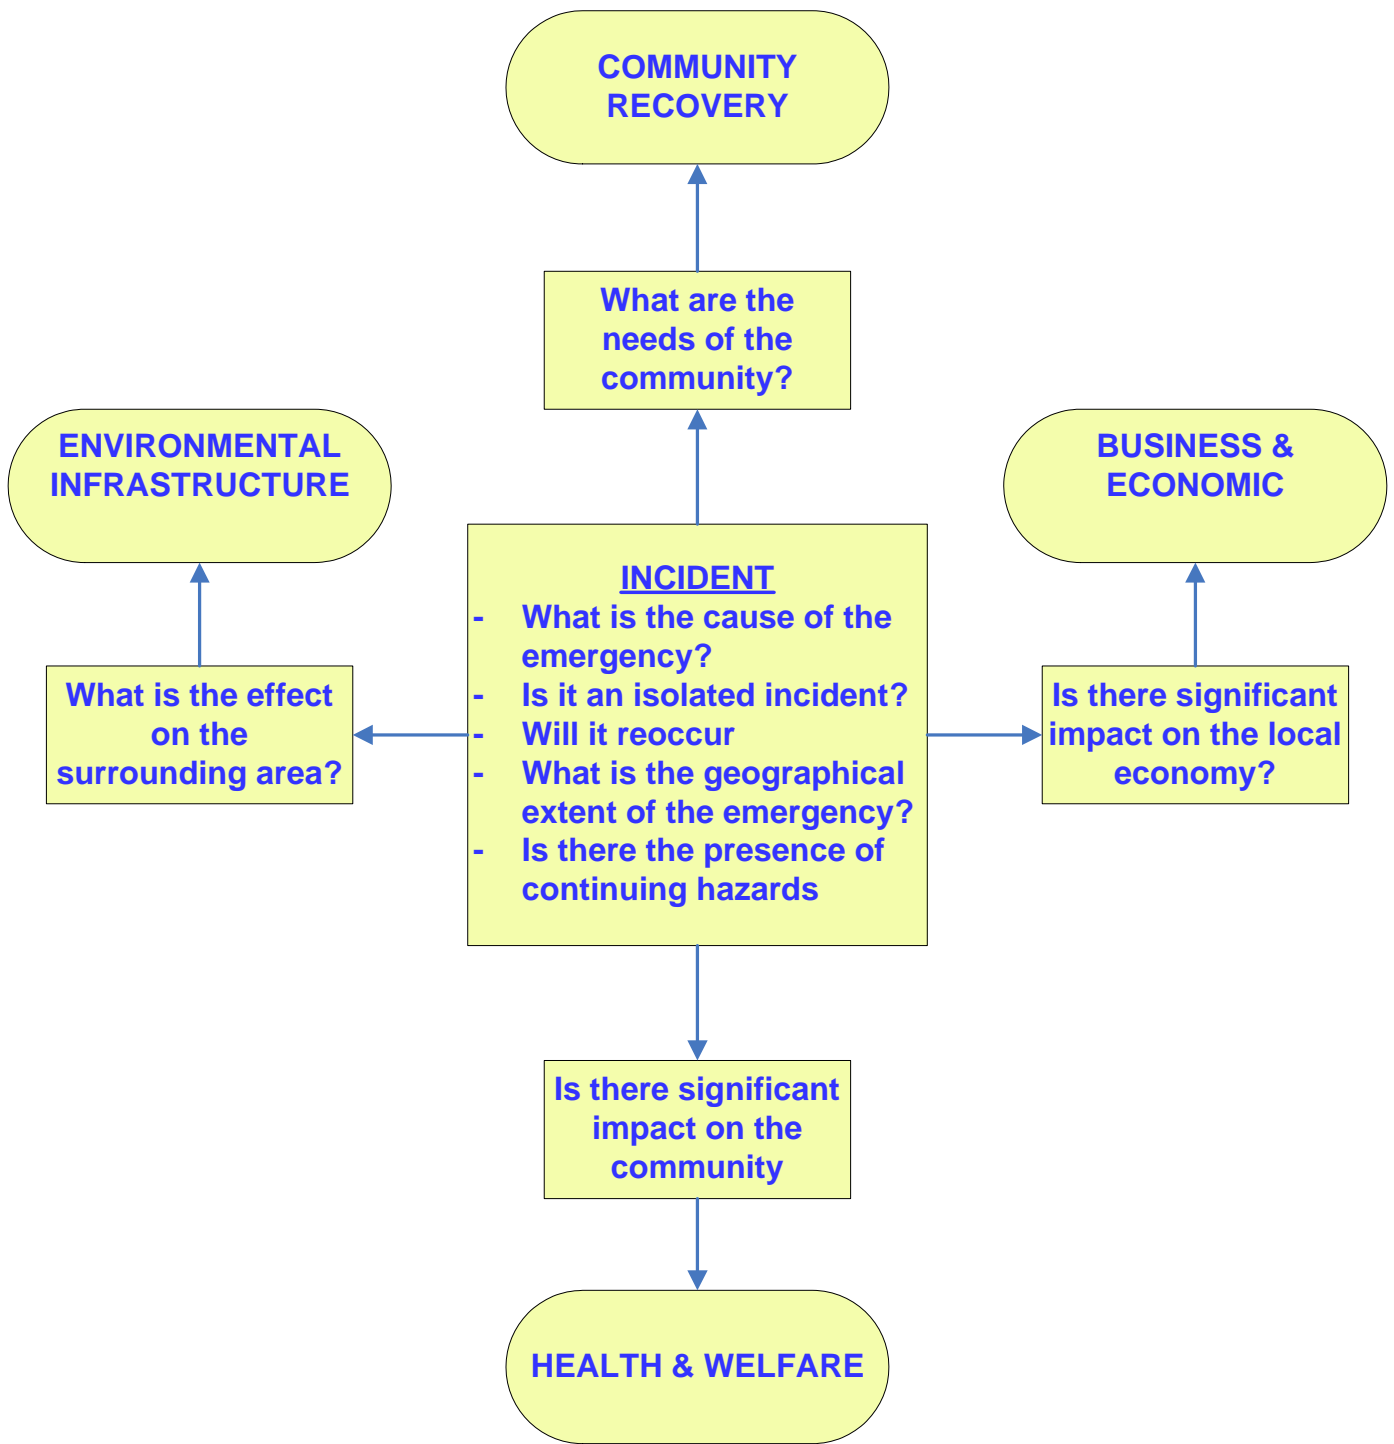 COMMUNITY
RECOVERY
What are the
needs of the
community?
ENVIRONMENTAL
INFRASTRUCTURE
BUSINESS &
ECONOMIC
INCIDENT
- What is the cause of the
emergency?
- Is it an isolated incident?
- Will it reoccur
- What is the geographical
extent of the emergency?
- Is there the presence of
continuing hazards
What is the effect
on the
surrounding area?
Is there significant
impact on the local
economy?
Is there significant
impact on the
community
HEALTH & WELFARE